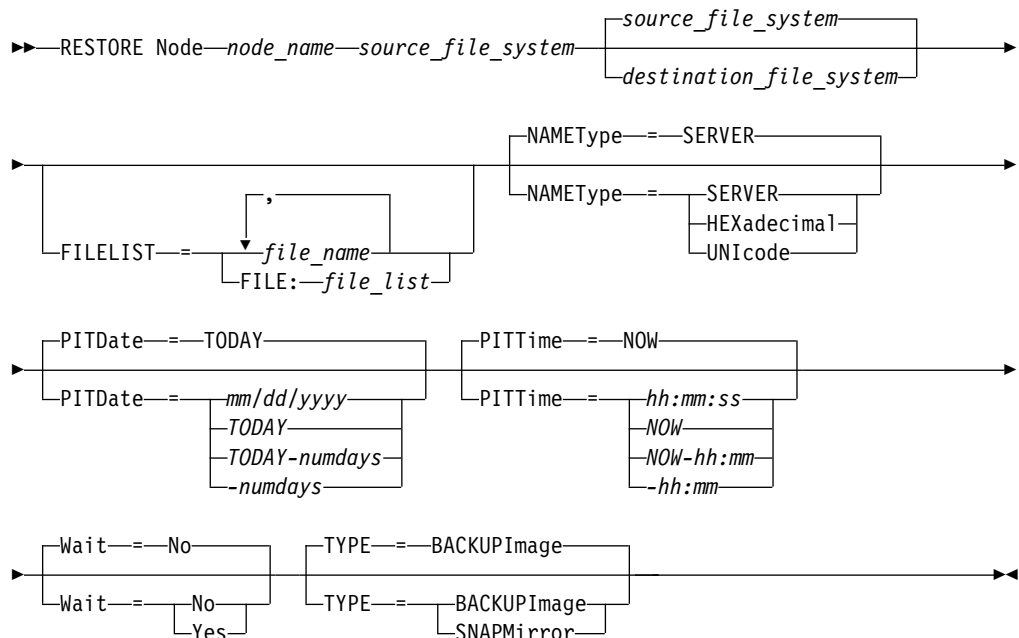 source_file_system
RESTORE Node node_name source_file_system
destination_file_system
NAMEType = SERVER
,
NAMEType = SERVER
HEXadecimal
FILELIST = file_name
UNIcode
FILE: file_list
PITDate = TODAY PITTime = NOW
PITDate = mm/dd/yyyy PITTime = hh:mm:ss
TODAY NOW
TODAY-numdays NOW-hh:mm
-numdays -hh:mm
Wait = No TYPE = BACKUPImage
Wait = No TYPE = BACKUPImage
Yes SNAPMirror